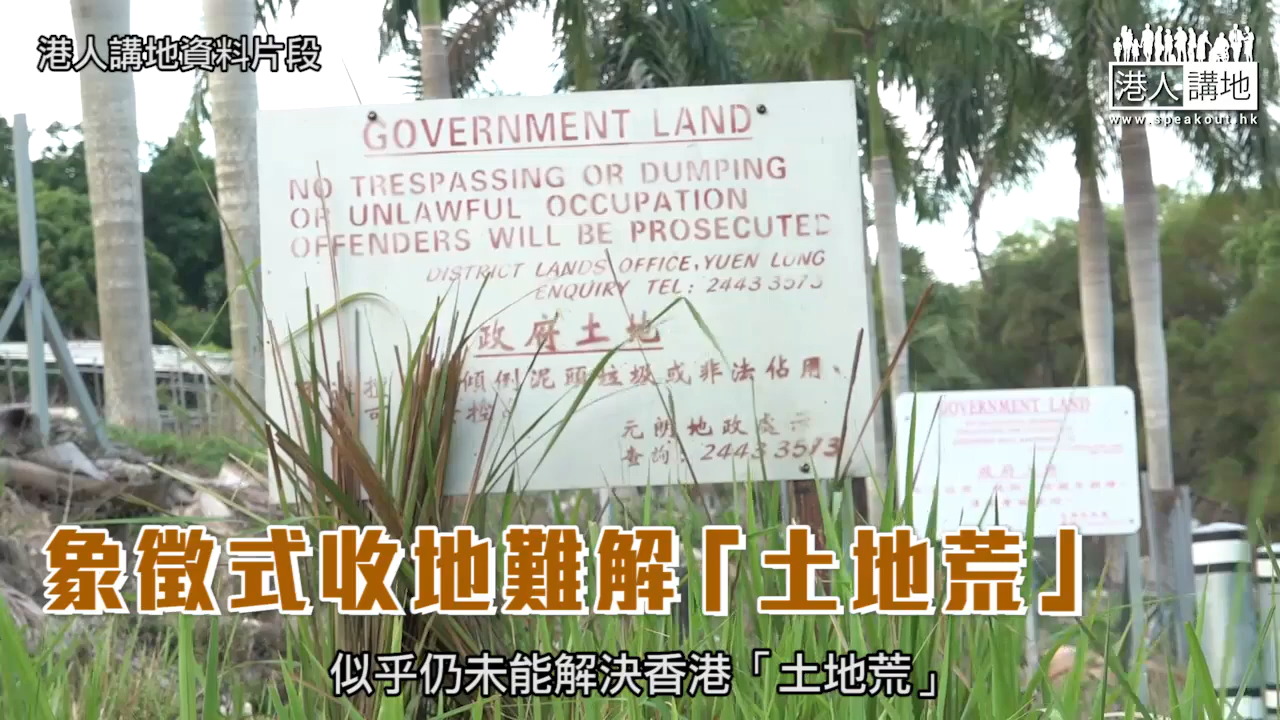 港人講地資料片段
港人講地
www.speakout.hk
GOVERNMENT LAND
NO TRESPASSING OR DUMPING
OR UNLAWFUL OCCUPATION
OFFENDERS WILL BE PROSECUTED
DISTRICT LANDS OFFICE, YUEN LONG
ENQUIRY TEL: 2443 3573
政府土地
傾倒泥頭垃圾或非法佔用
控
元朗地政處示
查詢: 2443 3573
GOVERNMENT LAND
政府土地
象徵式收地難解「土地荒」
似乎仍未能解決香港「土地荒」